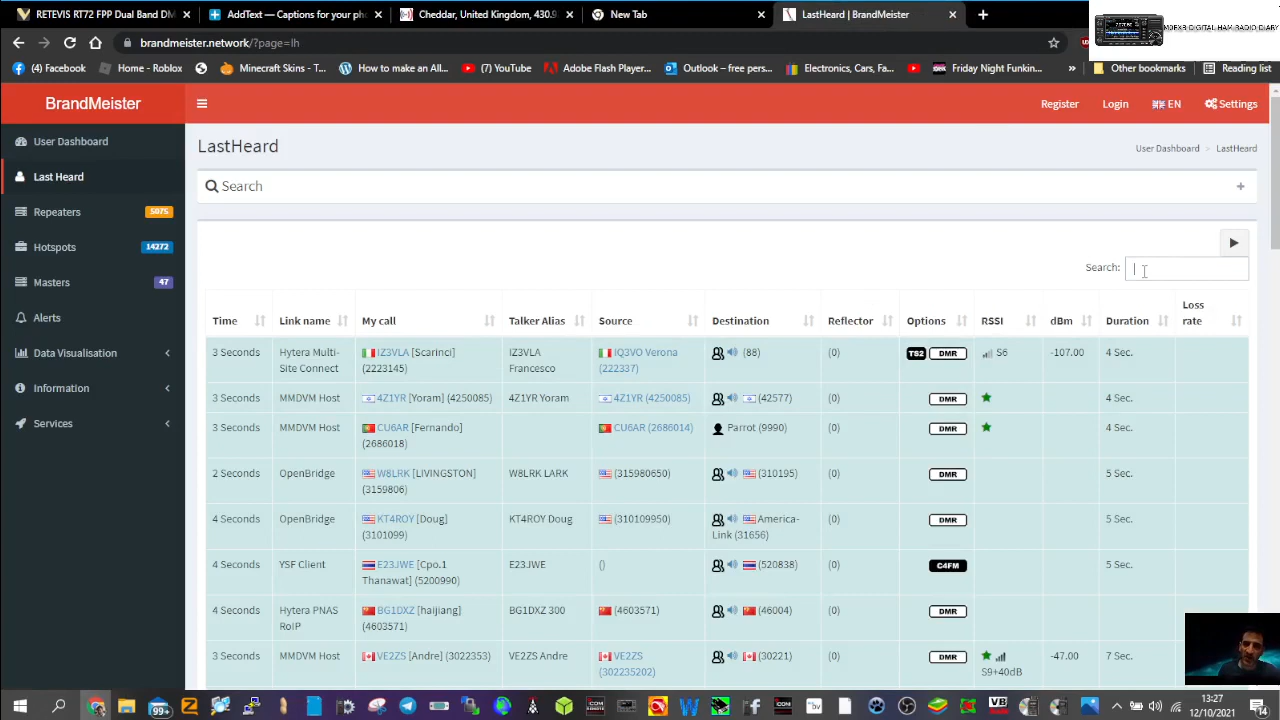 RETEVIS RT72 FPP Dual Band DM
AddText – Captions for your pho
Cheddar, United Kingdom, 430.9
New Tab
LastHeard | BrandMeister
DIGITAL HAM RADIO DIARY
brandmeister.network/?page=lh
(4) Facebook
Home - Roblox
Minecraft Skins - T...
How to create an All...
(7) YouTube
Adobe Flash Player...
Outlook – free pers...
Electronics, Cars, Fa...
Friday Night Funkin...
»
Other bookmarks
Reading list
BrandMeister
Register
Login
EN
Settings
User Dashboard
LastHeard
User Dashboard > LastHeard
Last Heard
Search
Repeaters 5075
Hotspots 14272
Search:
Masters 47
Alerts
Data Visualisation
Information
Services
Time Link name My call Talker Alias Source Destination Reflector Options RSSI dBm Duration Loss rate
3 Seconds Hytera Multi-Site Connect IZ3VLA [Scarinci] (2223145) IZ3VLA Francesco IQ3VO Verona (222337) (88) (0) TS2 DMR S6 -107.00 4 Sec.
3 Seconds MMDVM Host 4Z1YR [Yoram] (4250085) 4Z1YR Yoram 4Z1YR (4250085) (42577) (0) DMR 4 Sec.
3 Seconds MMDVM Host CU6AR [Fernando] (2686018) CU6AR (2686014) Parrot (9990) (0) DMR 4 Sec.
2 Seconds OpenBridge W8LRK [LIVINGSTON] (3159806) W8LRK LARK (315980650) (310195) (0) DMR 5 Sec.
4 Seconds OpenBridge KT4ROY [Doug] (3101099) KT4ROY Doug (310109950) America-Link (31656) (0) DMR 5 Sec.
4 Seconds YSF Client E23JWE [Cpo.1 Thanawat] (5200990) E23JWE () (520838) (0) C4FM 5 Sec.
4 Seconds Hytera PNAS RoIP BG1DXZ [haijiang] (4603571) BG1DXZ 300 (4603571) (46004) (0) DMR
3 Seconds MMDVM Host VE2ZS [Andre] (3022353) VE2ZS Andre VE2ZS (302235202) (30221) (0) DMR S9+40dB -47.00 7 Sec.
99+
13:27
12/10/2021
14